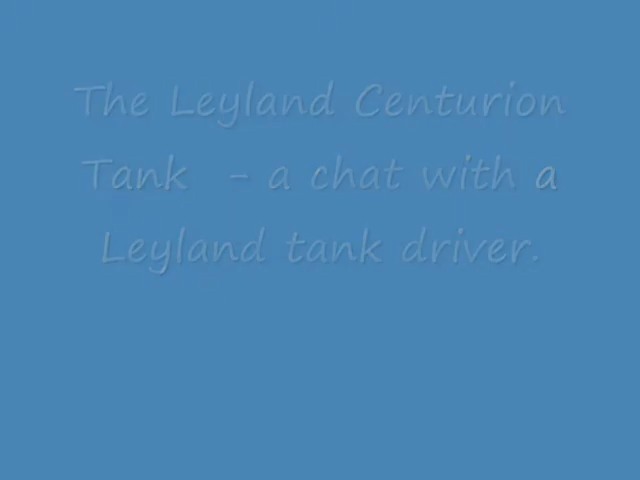 The Leyland Centurion
Tank - a chat with a
Leyland tank driver.